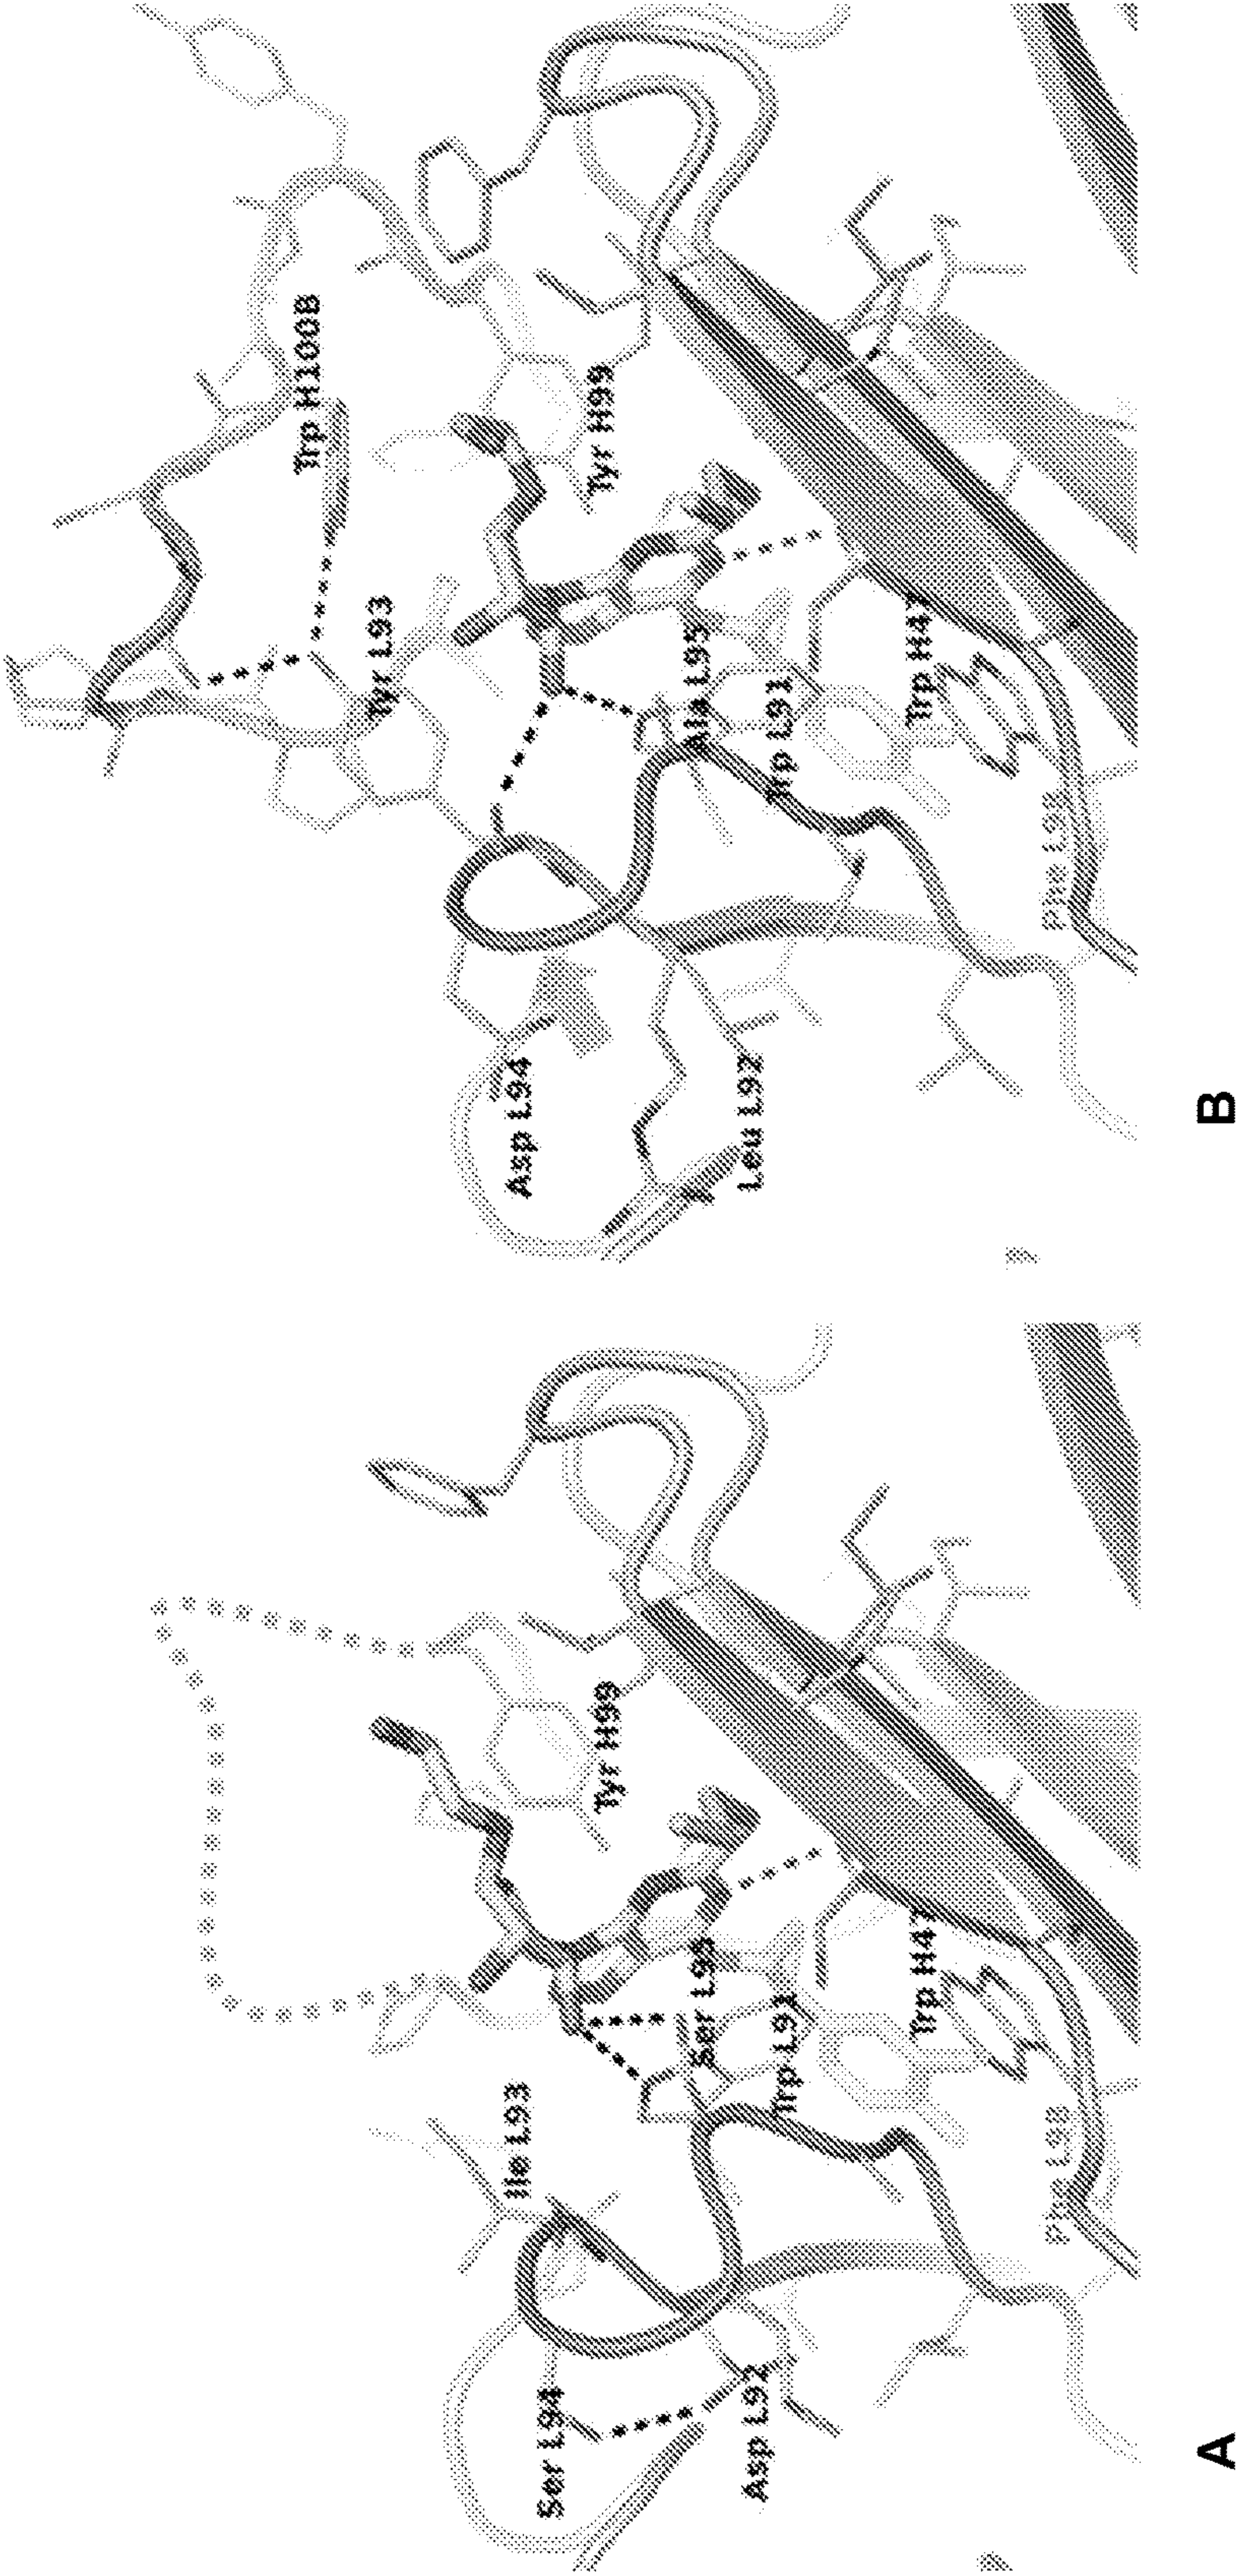 Ser L94
Asp L92
Ile L93
Ser L95
Trp L91
Tyr H99
Trp H47
Phe L98
A
Asp L94
Leu L92
Tyr L93
Trp H100B
Ala L95
Trp L91
Tyr H99
Trp H47
Phe L98
B